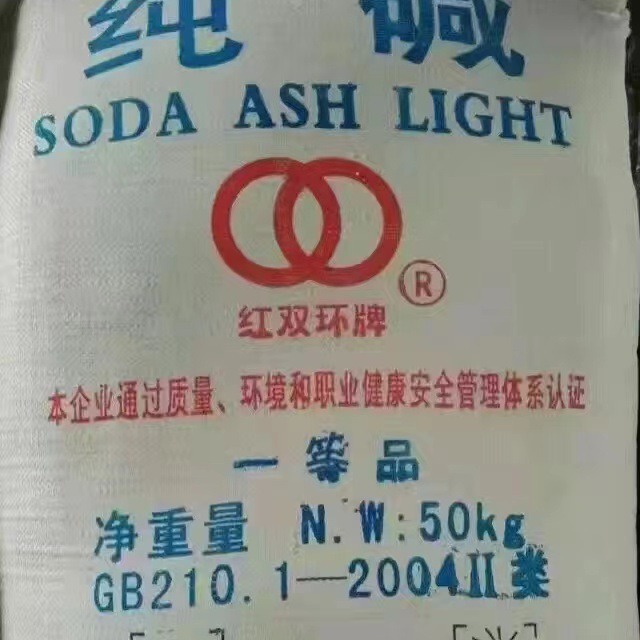 纯碱
SODA ASH LIGHT
®
红双环牌
本企业通过质量、环境和职业健康安全管理体系认证
一等品
净重量 N.W:50kg
GB210.1—2004II类